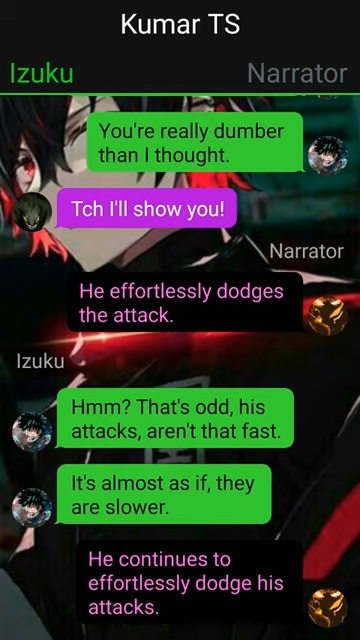 Kumar TS
Izuku Narrator
You're really dumber
than I thought.
Tch I'll show you!
Narrator
He effortlessly dodges
the attack.
Izuku
Hmm? That's odd, his
attacks, aren't that fast.
It's almost as if, they
are slower.
He continues to
effortlessly dodge his
attacks.